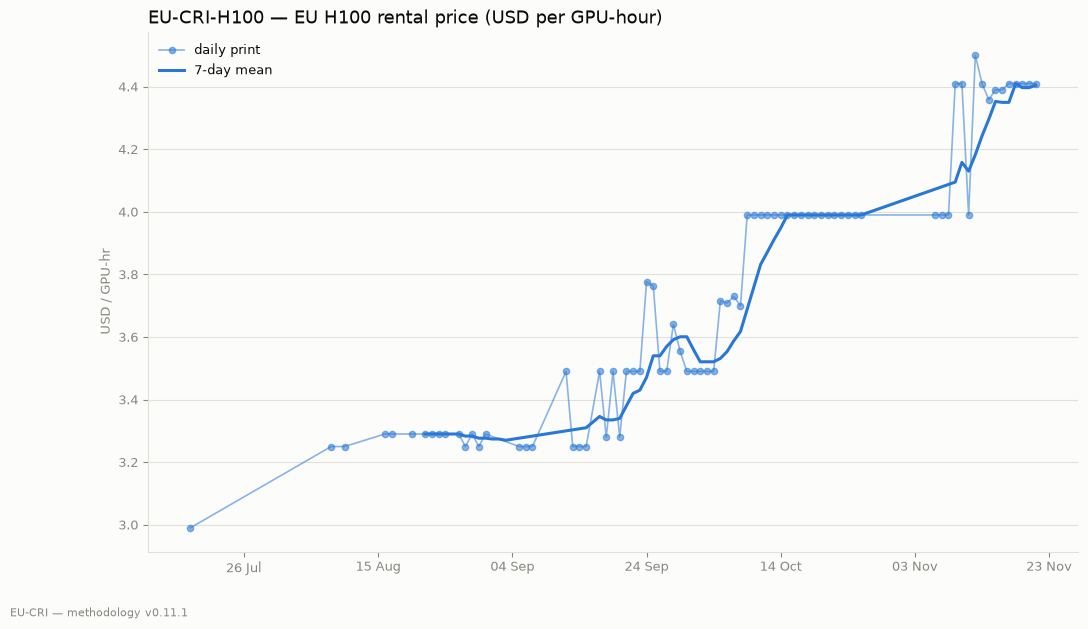 EU-CRI-H100 — EU H100 rental price (USD per GPU-hour)
daily print
7-day mean
USD / GPU-hr
4.4
4.2
4.0
3.8
3.6
3.4
3.2
3.0
26 Jul
15 Aug
04 Sep
24 Sep
14 Oct
03 Nov
23 Nov
EU-CRI — methodology v0.11.1